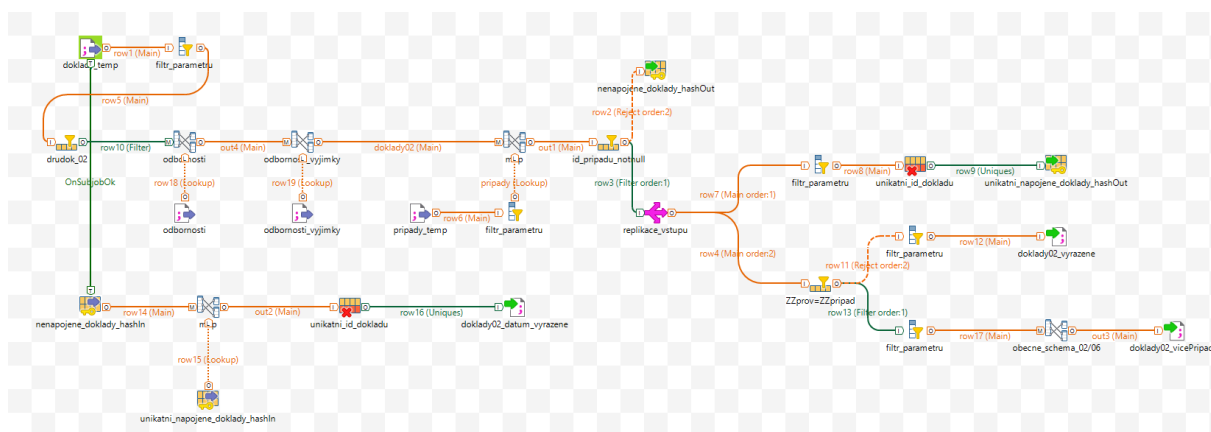 row1 (Main)
doklady_temp
filtr_parametru
row5 (Main)
nenapojene_doklady_hashOut
row2 (Reject order:2)
drudok_02
row10 (Filter)
odbornosti
out4 (Main)
odbornosti_vyjimky
doklady02 (Main)
out1 (Main)
id_pripadu_notnull
OnSubjobOk
row18 (Lookup)
row19 (Lookup)
pripady (Lookup)
row3 (Filter order:1)
row8 (Main)
row9 (Uniques)
filtr_parametru
unikatni_id_dokladu
unikatni_napojene_doklady_hashOut
row7 (Main order:1)
row6 (Main)
odbornosti
odbornosti_vyjimky
pripady_temp
filtr_parametru
replikace_vstupu
row12 (Main)
row4 (Main order:2)
filtr_parametru
doklady02_vyrazene
row11 (Reject order:2)
ZZprov=ZZpripad
row13 (Filter order:1)
row14 (Main)
out2 (Main)
row16 (Uniques)
nenapojene_doklady_hashIn
unikatni_id_dokladu
doklady02_datum_vyrazene
row17 (Main)
out3 (Main)
filtr_parametru
obecne_schema_02/06
doklady02_vicePripad
row15 (Lookup)
unikatni_napojene_doklady_hashIn